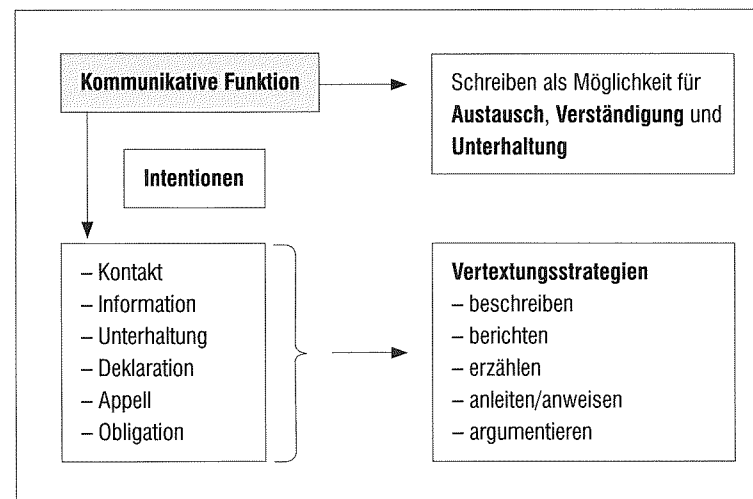 Kommunikative Funktion
Schreiben als Möglichkeit für
Austausch, Verständigung und
Unterhaltung
Intentionen
– Kontakt
– Information
– Unterhaltung
– Deklaration
– Appell
– Obligation
Vertextungsstrategien
– beschreiben
– berichten
– erzählen
– anleiten/anweisen
– argumentieren